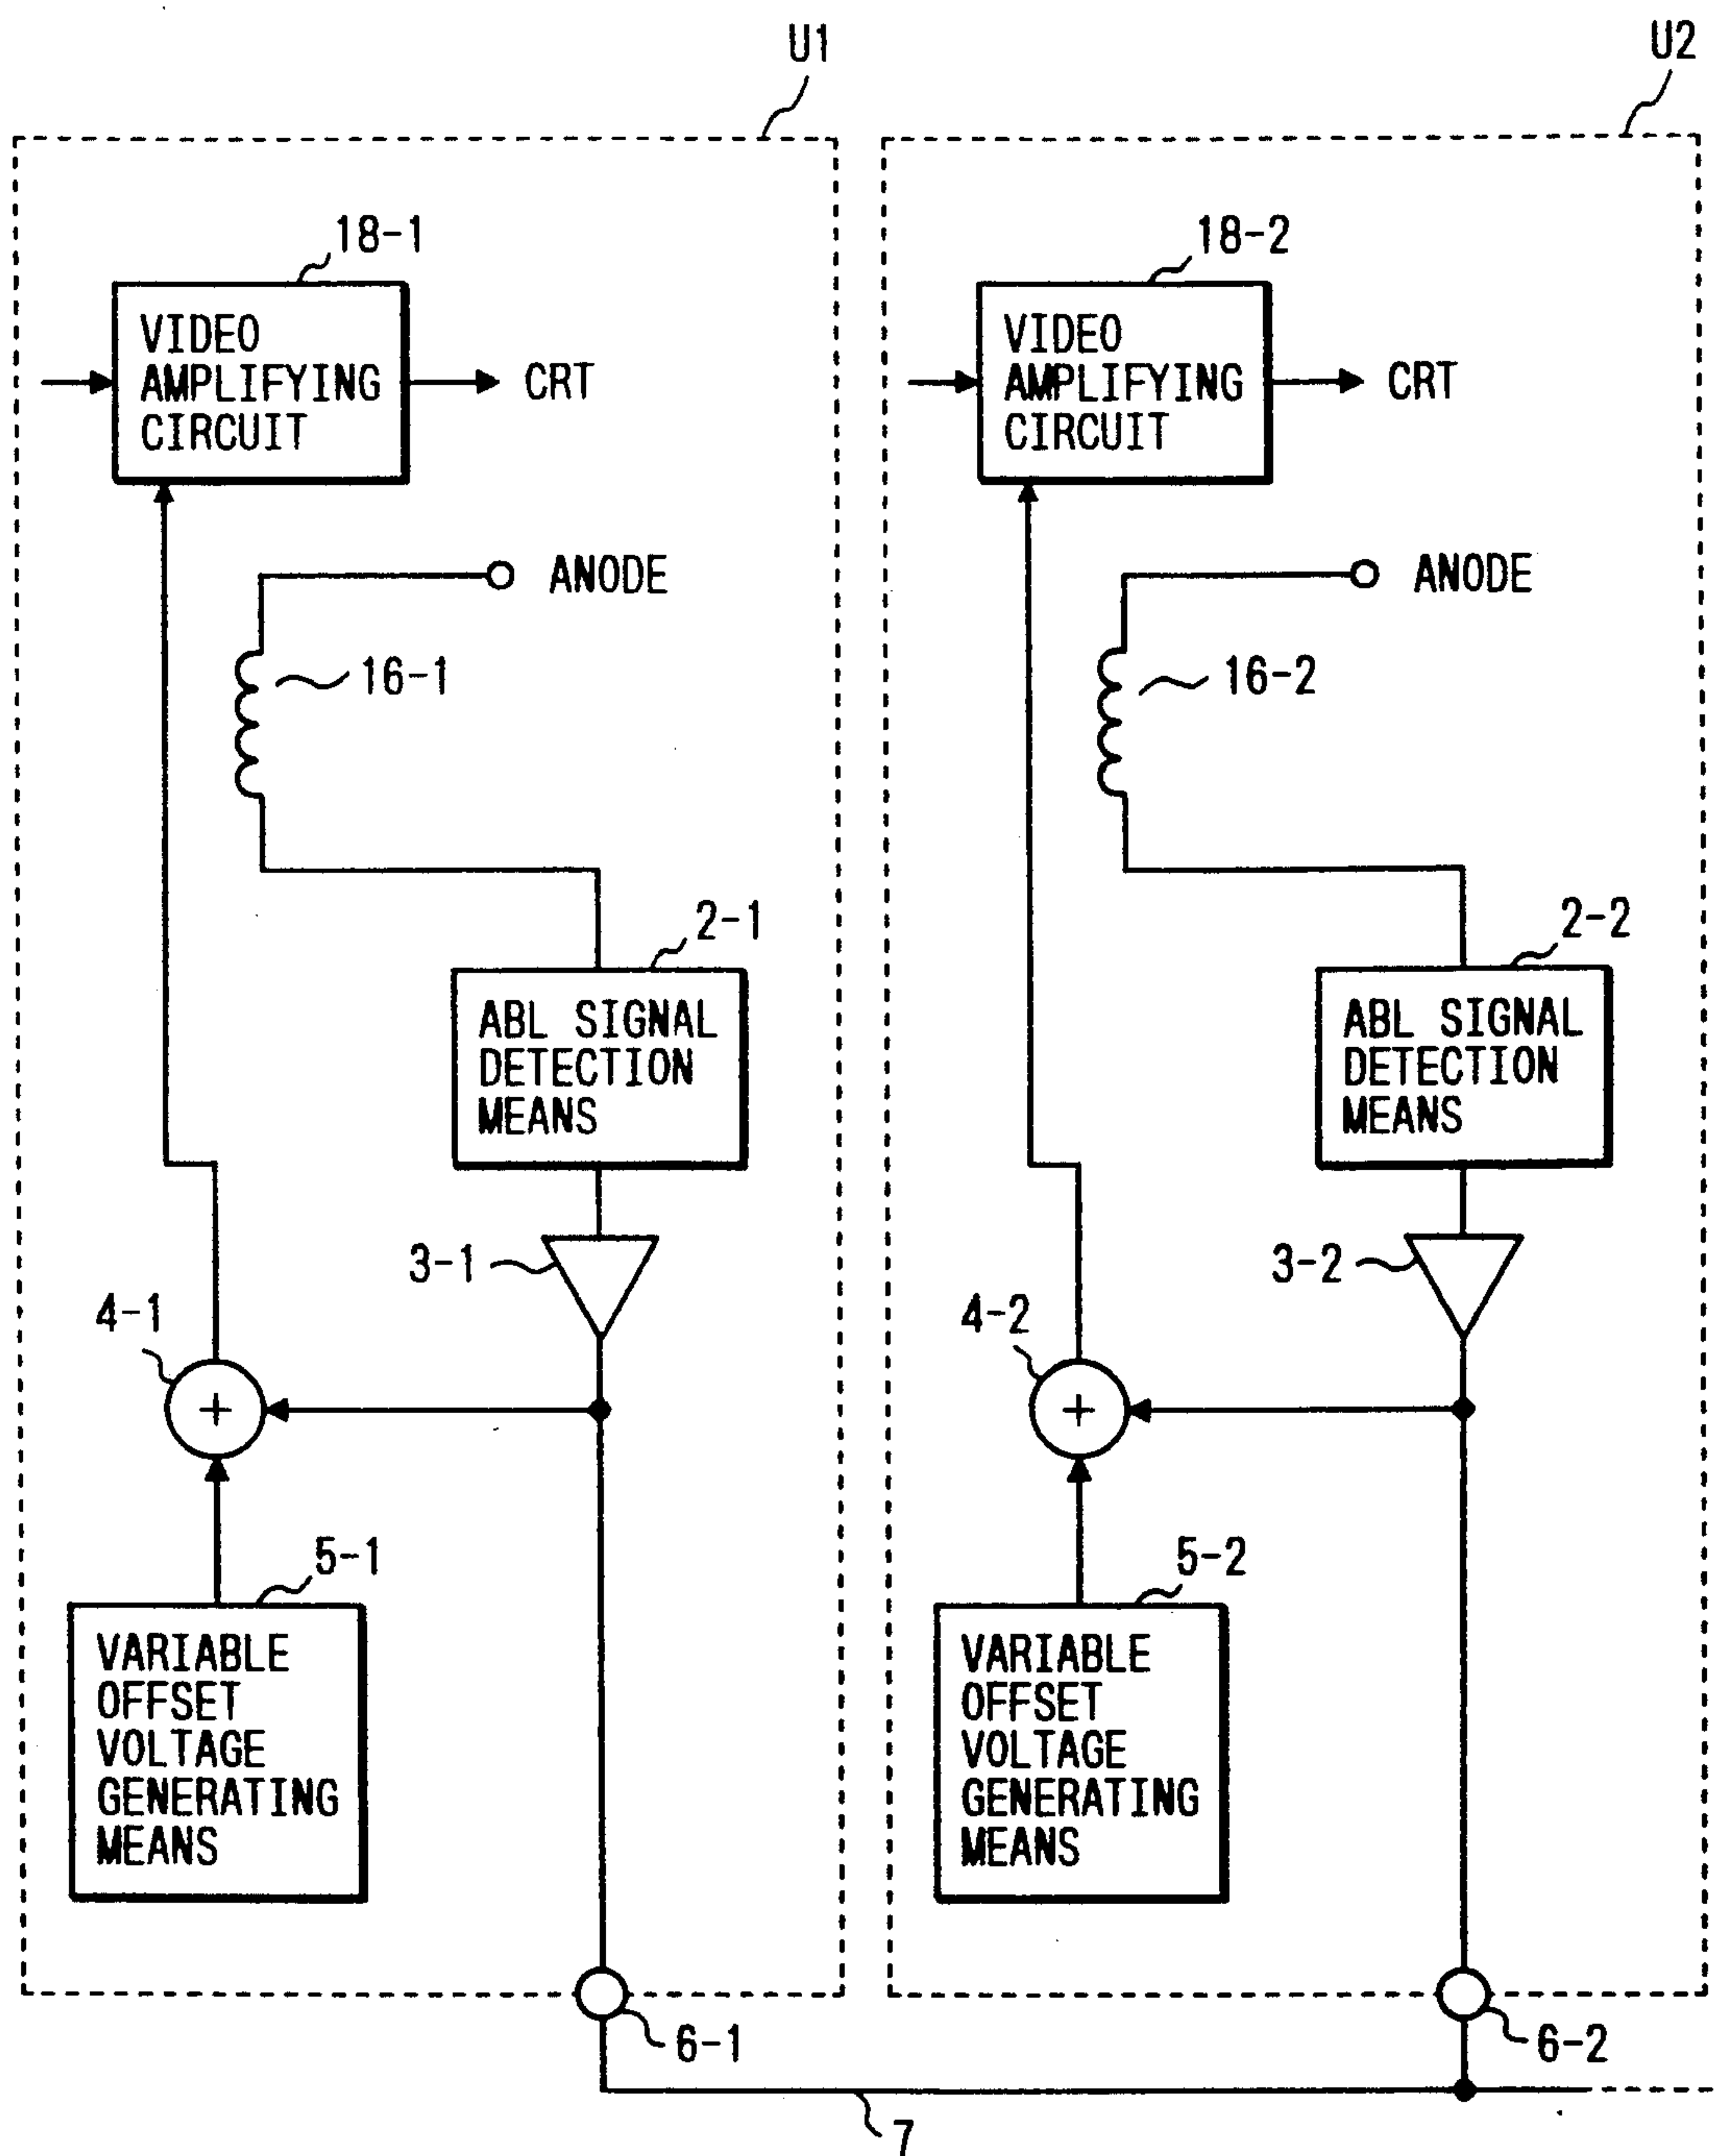 U1
U2
18-1
18-2
VIDEO
AMPLIFYING
CIRCUIT
CRT
VIDEO
AMPLIFYING
CIRCUIT
CRT
ANODE
ANODE
16-1
16-2
2-1
2-2
ABL SIGNAL
DETECTION
MEANS
ABL SIGNAL
DETECTION
MEANS
3-1
3-2
4-1
4-2
+
+
5-1
5-2
VARIABLE
OFFSET
VOLTAGE
GENERATING
MEANS
VARIABLE
OFFSET
VOLTAGE
GENERATING
MEANS
6-1
6-2
7